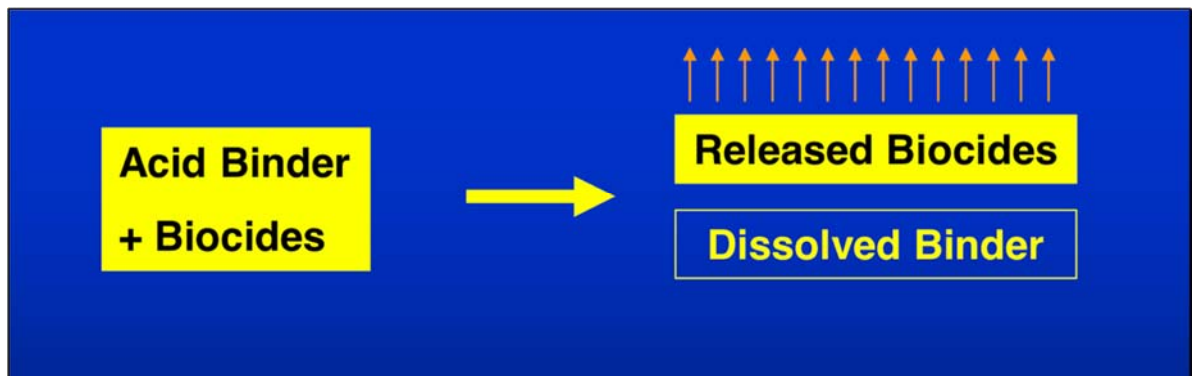 Acid Binder
+ Biocides
Released Biocides
Dissolved Binder